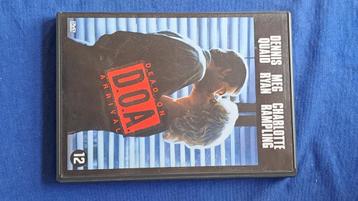 DENNIS QUAID
MEG RYAN
CHARLOTTE RAMPLING
DEAD ON
D.O.A.
ARRIVAL
12